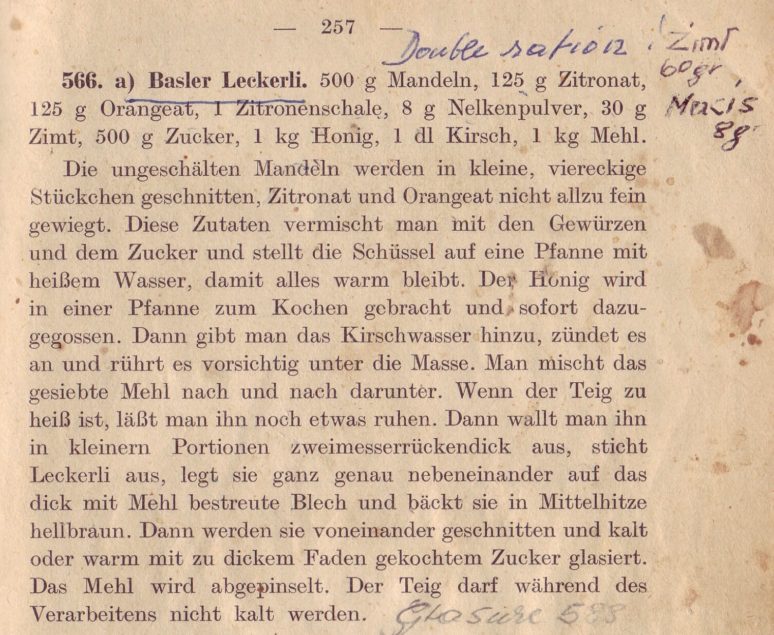 — 257 —
Double ration!
566. a) Basler Leckerli. 500 g Mandeln, 125 g Zitronat,
125 g Orangeat, 1 Zitronenschale, 8 g Nelkenpulver, 30 g
Zimt, 500 g Zucker, 1 kg Honig, 1 dl Kirsch, 1 kg Mehl.
Zimt
60gr,
Macis
8g
Die ungeschälten Mandeln werden in kleine, viereckige
Stückchen geschnitten, Zitronat und Orangeat nicht allzu fein
gewiegt. Diese Zutaten vermischt man mit den Gewürzen
und dem Zucker und stellt die Schüssel auf eine Pfanne mit
heißem Wasser, damit alles warm bleibt. Der Honig wird
in einer Pfanne zum Kochen gebracht und sofort dazu-
gegossen. Dann gibt man das Kirschwasser hinzu, zündet es
an und rührt es vorsichtig unter die Masse. Man mischt das
gesiebte Mehl nach und nach darunter. Wenn der Teig zu
heiß ist, läßt man ihn noch etwas ruhen. Dann wallt man ihn
in kleinern Portionen zweimesserrückendick aus, sticht
Leckerli aus, legt sie ganz genau nebeneinander auf das
dick mit Mehl bestreute Blech und bäckt sie in Mittelhitze
hellbraun. Dann werden sie voneinander geschnitten und kalt
oder warm mit zu dickem Faden gekochtem Zucker glasiert.
Das Mehl wird abgepinselt. Der Teig darf während des
Verarbeitens nicht kalt werden. Glasure 588